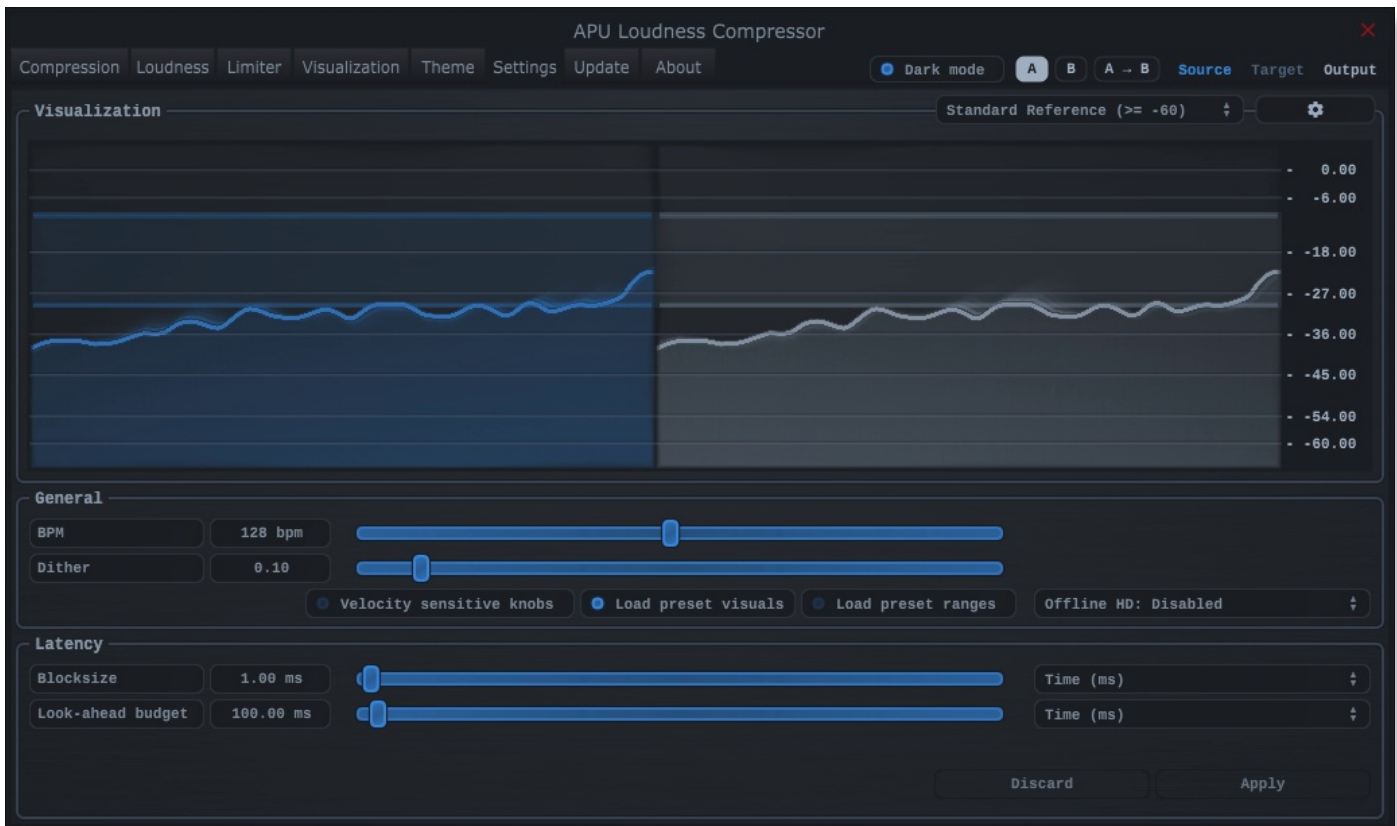 APU Loudness Compressor
Compression Loudness Limiter Visualization Theme Settings Update About Dark mode A B A → B Source Target Output
Visualization Standard Reference (>= -60)
- 0.00
- -6.00
- -18.00
- -27.00
- -36.00
- -45.00
- -54.00
- -60.00
General
BPM 128 bpm
Dither 0.10
Velocity sensitive knobs Load preset visuals Load preset ranges Offline HD: Disabled
Latency
Blocksize 1.00 ms Time (ms)
Look-ahead budget 100.00 ms Time (ms)
Discard Apply